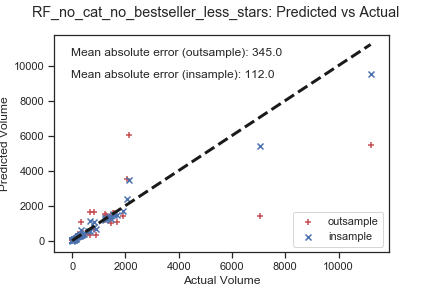 RF_no_cat_no_bestseller_less_stars: Predicted vs Actual
Mean absolute error (outsample): 345.0
Mean absolute error (insample): 112.0
Predicted Volume
10000
8000
6000
4000
2000
0
outsample
insample
0 2000 4000 6000 8000 10000
Actual Volume